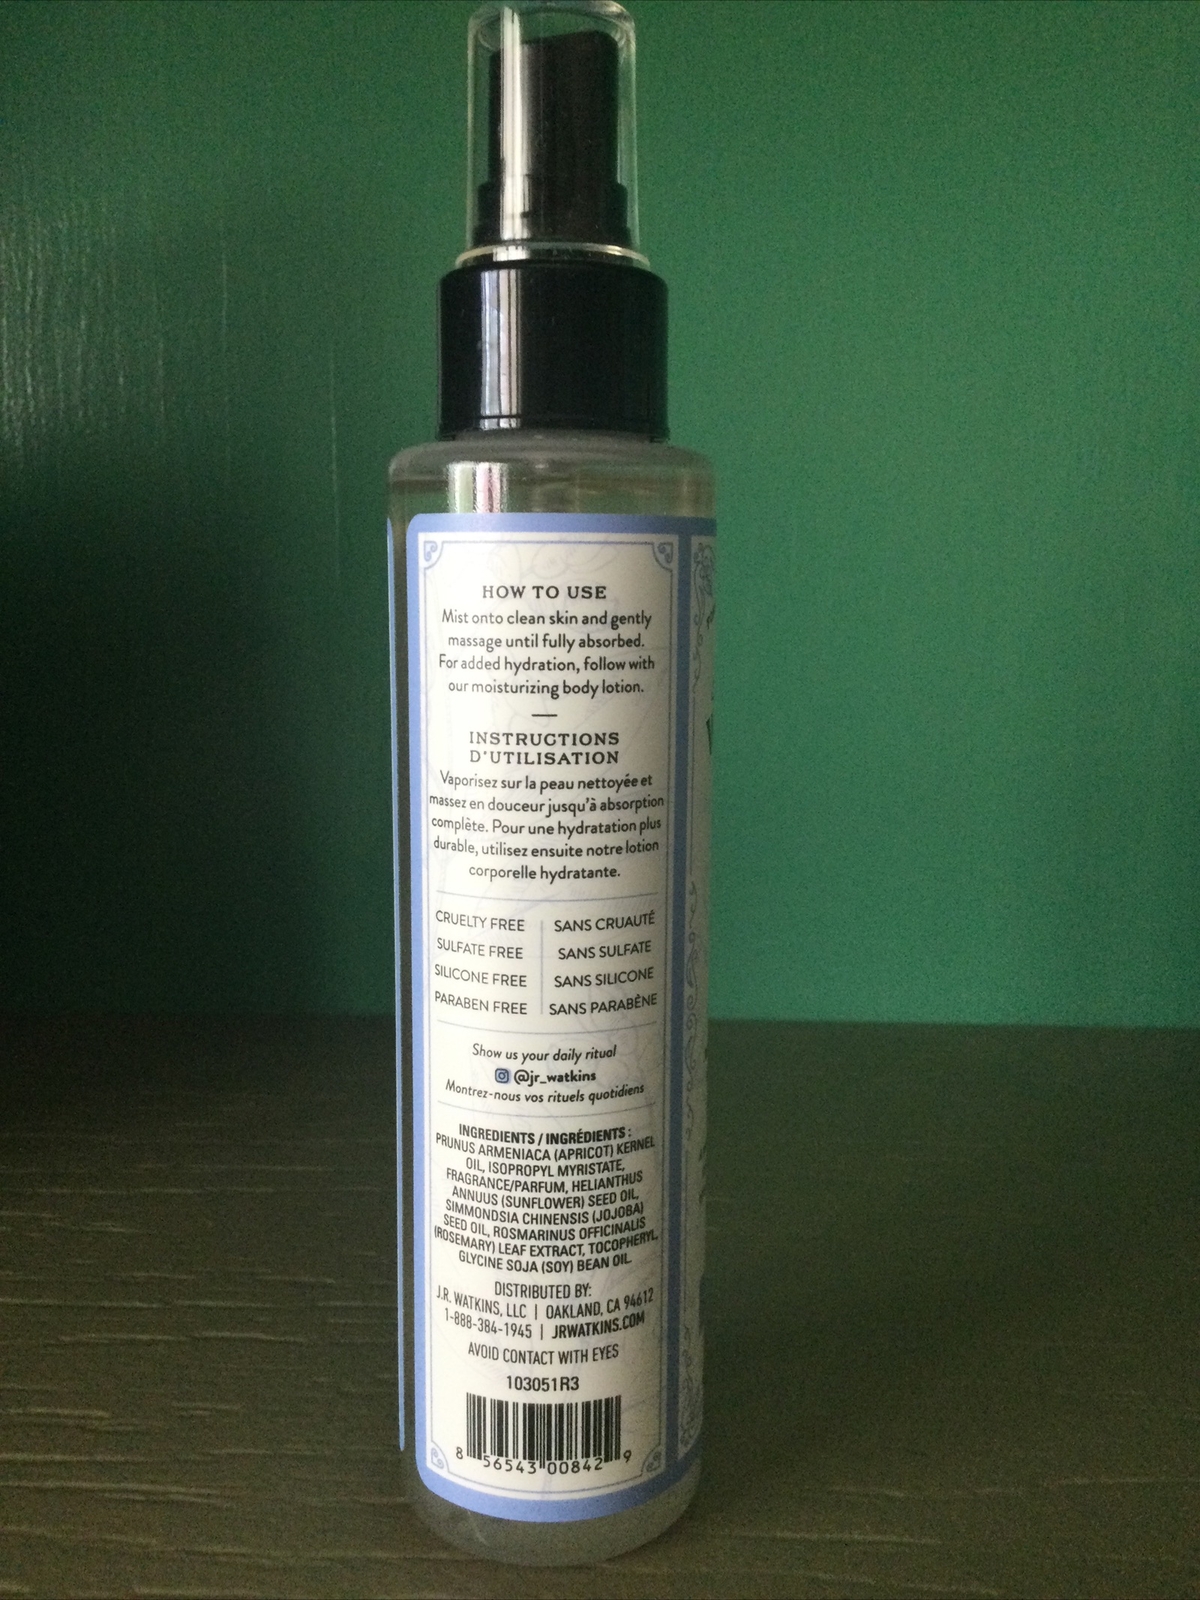 HOW TO USE
Mist onto clean skin and gently
massage until fully absorbed.
For added hydration, follow with
our moisturizing body lotion.
INSTRUCTIONS
D'UTILISATION
Vaporisez sur la peau nettoyée et
massez en douceur jusqu'à absorption
complète. Pour une hydratation plus
durable, utilisez ensuite notre lotion
corporelle hydratante.
CRUELTY FREE SANS CRUAUTÉ
SULFATE FREE SANS SULFATE
SILICONE FREE SANS SILICONE
PARABEN FREE SANS PARABÈNE
Show us your daily ritual
@jr_watkins
Montrez-nous vos rituels quotidiens
INGREDIENTS / INGRÉDIENTS :
PRUNUS ARMENIACA (APRICOT) KERNEL
OIL, ISOPROPYL MYRISTATE,
FRAGRANCE/PARFUM, HELIANTHUS
ANNUUS (SUNFLOWER) SEED OIL,
SIMMONDSIA CHINENSIS (JOJOBA)
SEED OIL, ROSMARINUS OFFICINALIS
(ROSEMARY) LEAF EXTRACT, TOCOPHERYL,
GLYCINE SOJA (SOY) BEAN OIL.
DISTRIBUTED BY:
J.R. WATKINS, LLC | OAKLAND, CA 94612
1-888-384-1945 | JRWATKINS.COM
AVOID CONTACT WITH EYES
103051R3
8 56543 00842 9